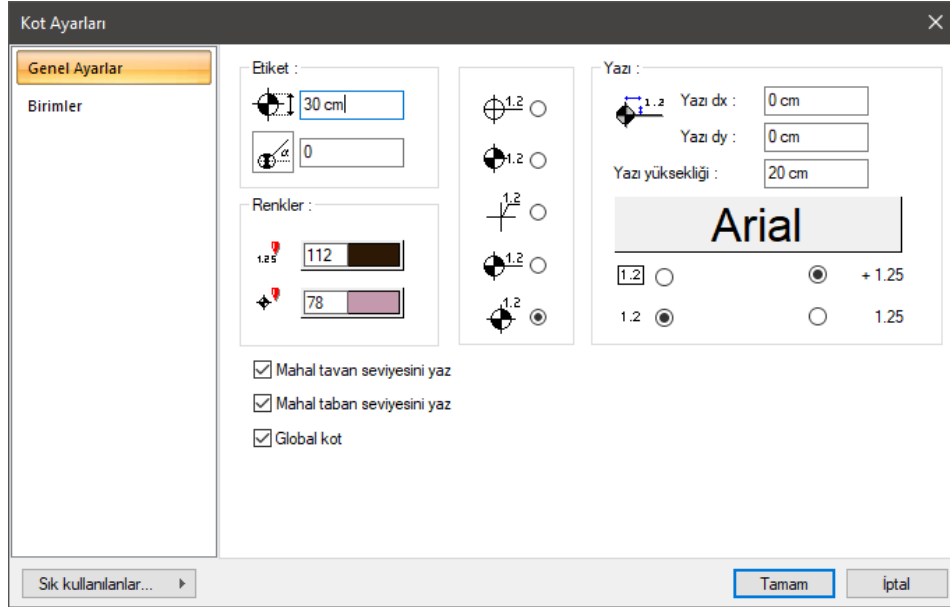 Kot Ayarları
Genel Ayarlar
Birimler
Etiket :
30 cm
α
0
Renkler :
1.25
112
78
1.2
1.2
1.2
1.2
1.2
Yazı :
1.2
Yazı dx :
0 cm
Yazı dy :
0 cm
Yazı yüksekliği :
20 cm
Arial
1.2
+ 1.25
1.2
1.25
Mahal tavan seviyesini yaz
Mahal taban seviyesini yaz
Global kot
Sık kullanılanlar...
Tamam
İptal